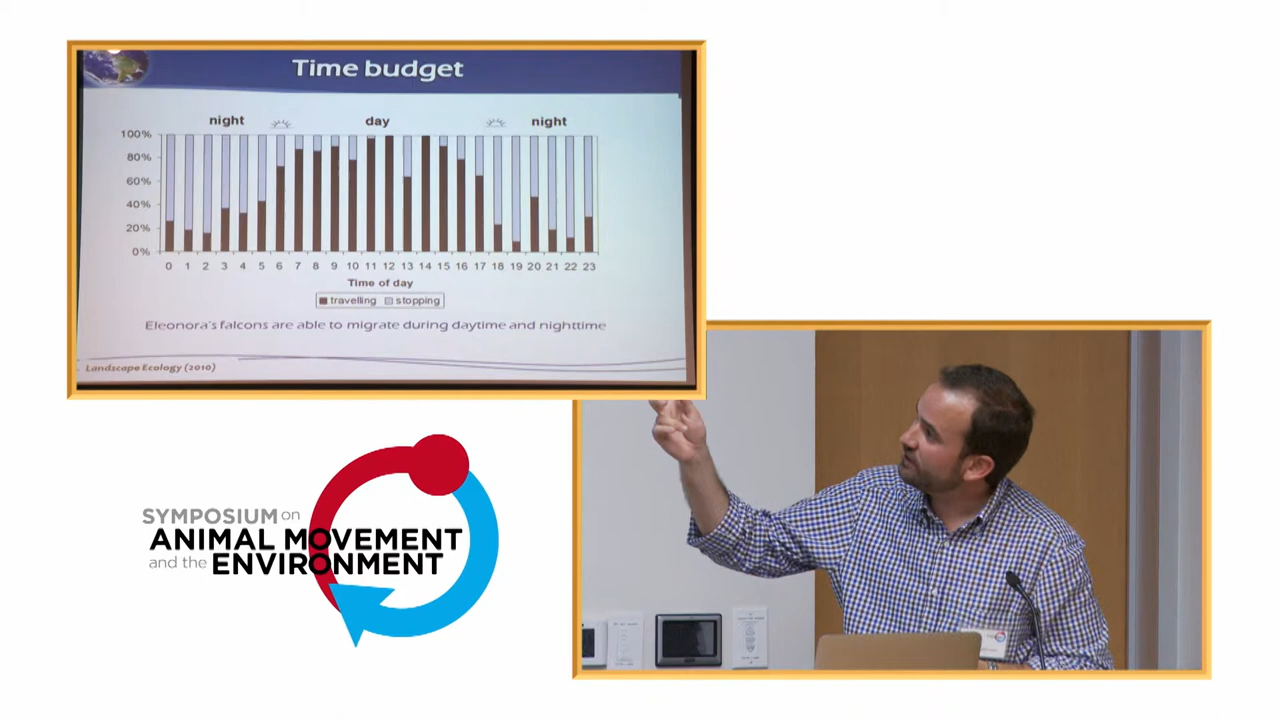 Time budget
night day night
100%
80%
60%
40%
20%
0%
0 1 2 3 4 5 6 7 8 9 10 11 12 13 14 15 16 17 18 19 20 21 22 23
Time of day
travelling stopping
Eleonora's falcons are able to migrate during daytime and nighttime
Landscape Ecology (2010)
SYMPOSIUM on
ANIMAL MOVEMENT
and the ENVIRONMENT